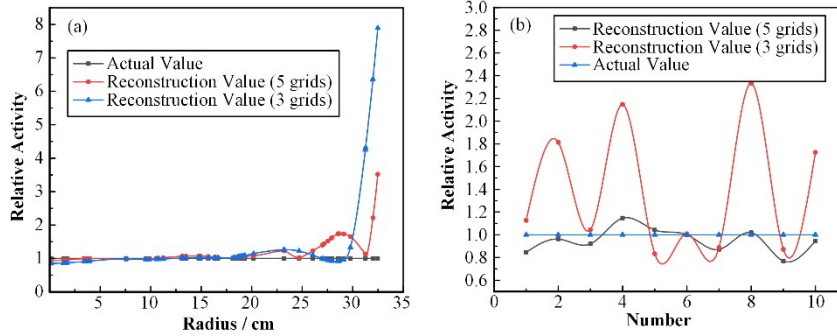 (a)
Actual Value
Reconstruction Value (5 grids)
Reconstruction Value (3 grids)
Relative Activity
9
8
7
6
5
4
3
2
1
0
5 10 15 20 25 30 35
Radius / cm
(b)
Reconstruction Value (5 grids)
Reconstruction Value (3 grids)
Actual Value
Relative Activity
3.0
2.8
2.6
2.4
2.2
2.0
1.8
1.6
1.4
1.2
1.0
0.8
0.6
0 2 4 6 8 10
Number